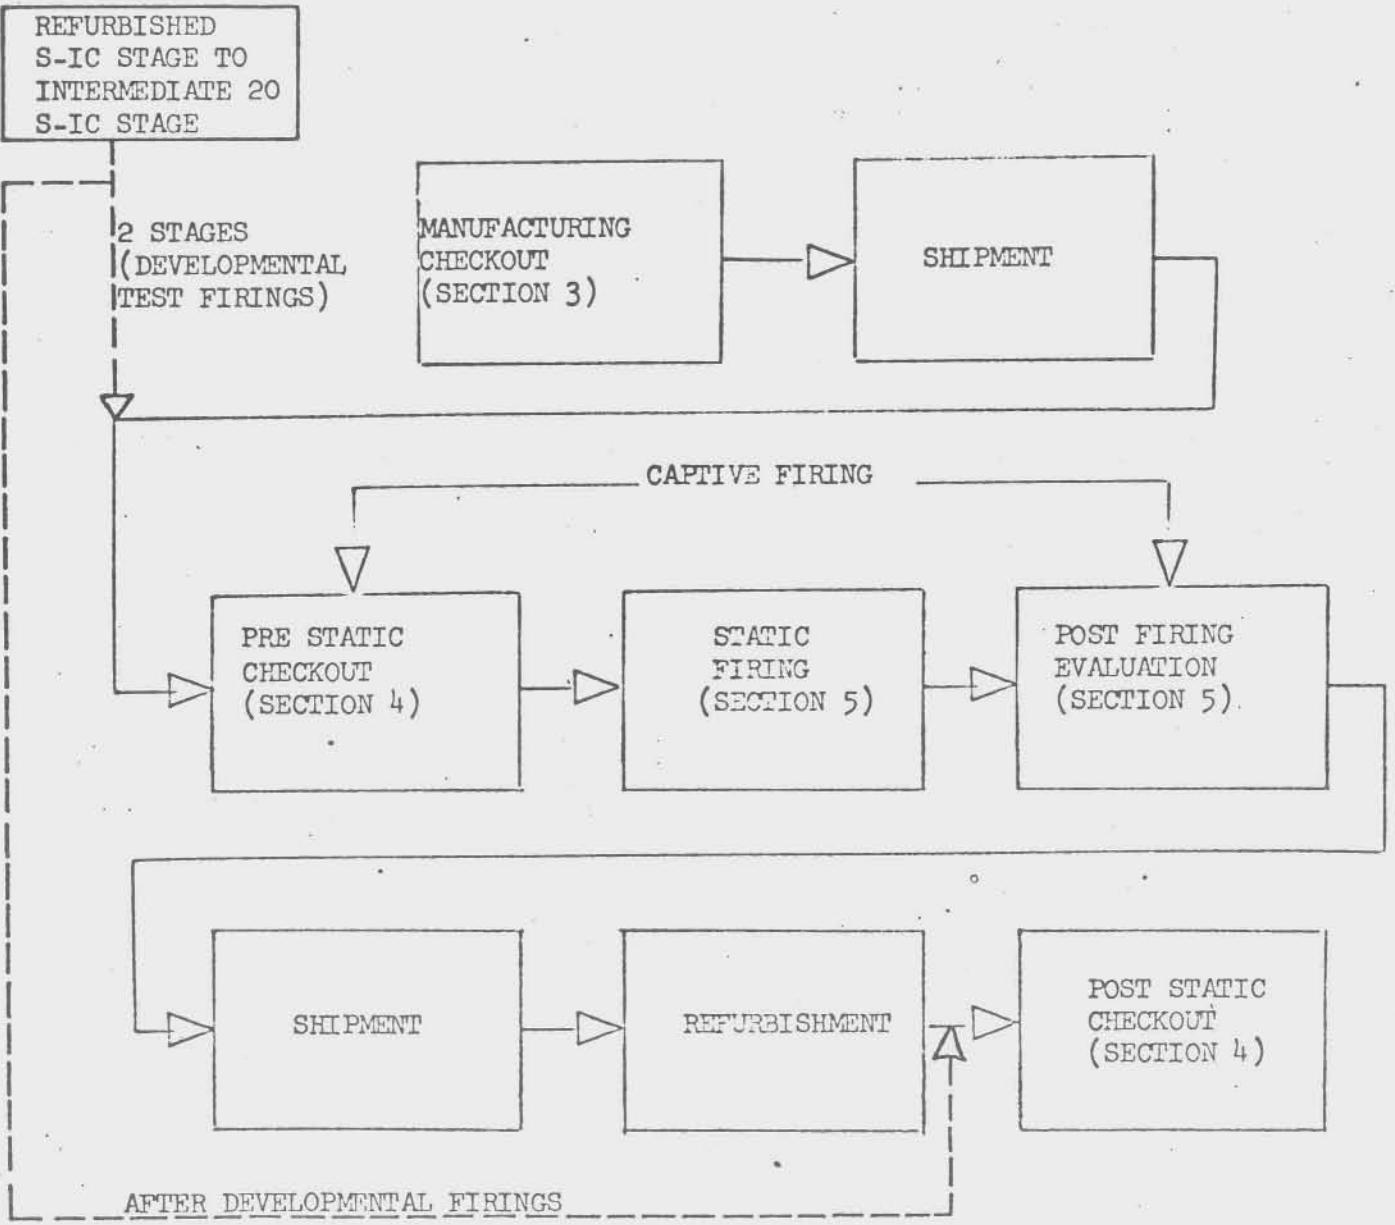 REFURBISHED
S-IC STAGE TO
INTERMEDIATE 20
S-IC STAGE
2 STAGES
(DEVELOPMENTAL
TEST FIRINGS)
MANUFACTURING
CHECKOUT
(SECTION 3)
SHIPMENT
CAPTIVE FIRING
PRE STATIC
CHECKOUT
(SECTION 4)
STATIC
FIRING
(SECTION 5)
POST FIRING
EVALUATION
(SECTION 5)
SHIPMENT
REFURBISHMENT
POST STATIC
CHECKOUT
(SECTION 4)
AFTER DEVELOPMENTAL FIRINGS